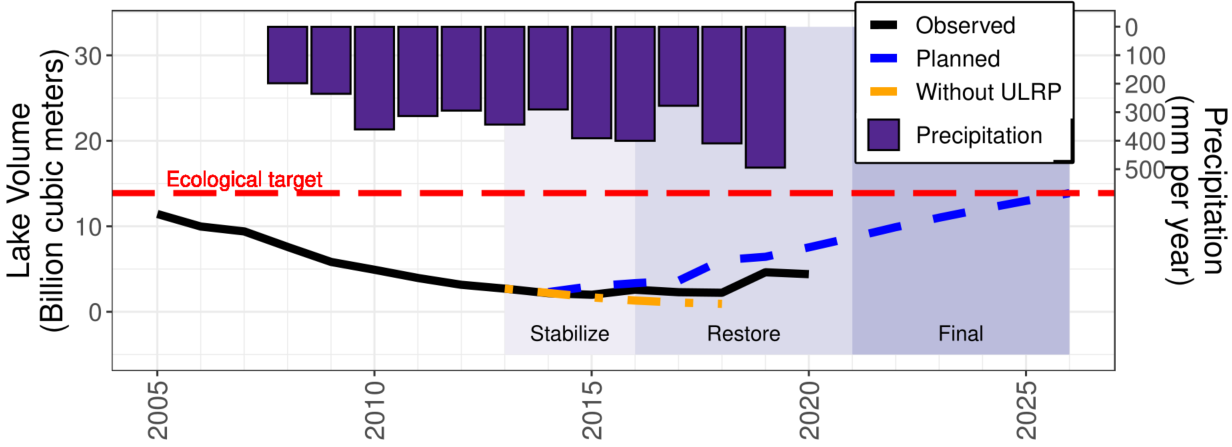 Lake Volume
(Billion cubic meters)
30
20
10
0
Ecological target
Observed
Planned
Without ULRP
Precipitation
0
100
200
300
400
500
Precipitation
(mm per year)
Stabilize
Restore
Final
2005
2010
2015
2020
2025